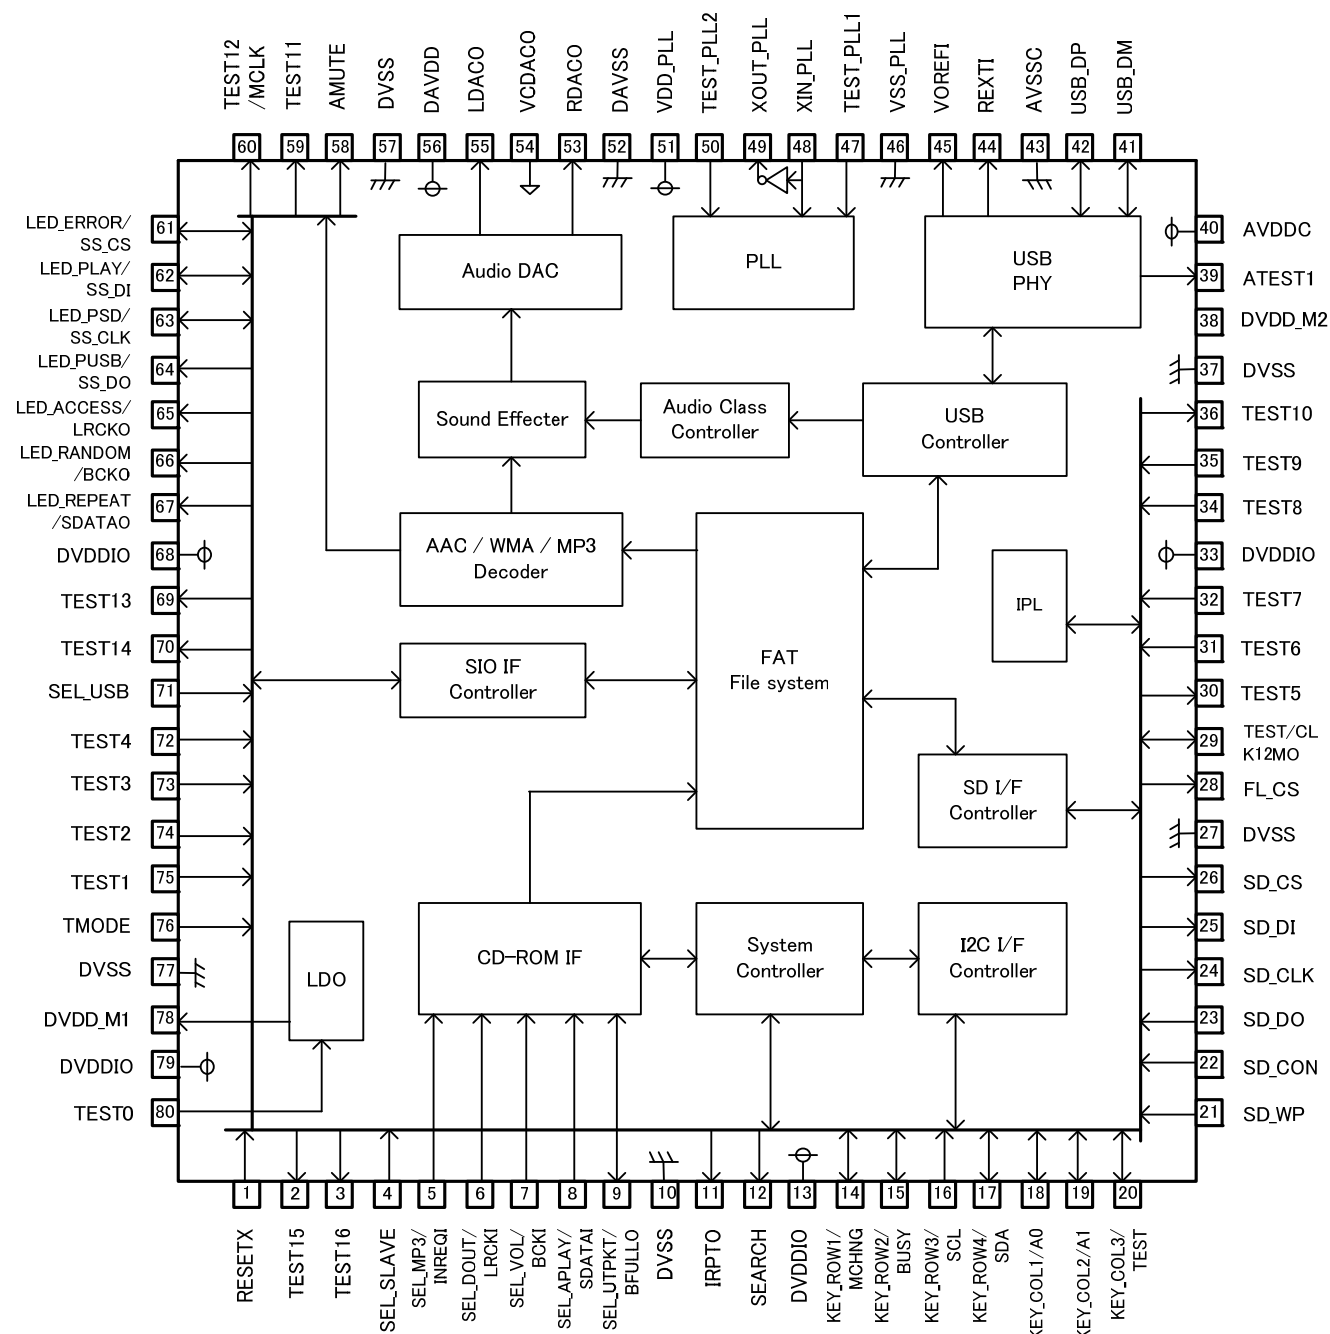 TEST12
/MCLK
TEST11
AMUTE
DVSS
DAVDD
LDACO
VCDACO
RDACO
DAVSS
VDD_PLL
TEST_PLL2
XOUT_PLL
XIN_PLL
TEST_PLL1
VSS_PLL
VOREFI
REXTI
AVSSC
USB_DP
USB_DM
60
59
58
57
56
55
54
53
52
51
50
49
48
47
46
45
44
43
42
41
LED_ERROR/
SS_CS
61
LED_PLAY/
SS_DI
62
LED_PSD/
SS_CLK
63
LED_PUSB/
SS_DO
64
LED_ACCESS/
LRCKO
65
LED_RANDOM
/BCKO
66
LED_REPEAT
/SDATAO
67
DVDDIO
68
TEST13
69
TEST14
70
SEL_USB
71
TEST4
72
TEST3
73
TEST2
74
TEST1
75
TMODE
76
DVSS
77
DVDD_M1
78
DVDDIO
79
TEST0
80
Audio DAC
PLL
USB
PHY
Sound Effecter
Audio Class
Controller
USB
Controller
AAC / WMA / MP3
Decoder
FAT
File system
IPL
SIO IF
Controller
SD I/F
Controller
CD-ROM IF
System
Controller
I2C I/F
Controller
LDO
40 AVDDC
39 ATEST1
38 DVDD_M2
37 DVSS
36 TEST10
35 TEST9
34 TEST8
33 DVDDIO
32 TEST7
31 TEST6
30 TEST5
29 TEST/CL
K12MO
28 FL_CS
27 DVSS
26 SD_CS
25 SD_DI
24 SD_CLK
23 SD_DO
22 SD_CON
21 SD_WP
1
2
3
4
5
6
7
8
9
10
11
12
13
14
15
16
17
18
19
20
RESETX
TEST15
TEST16
SEL_SLAVE
SEL_MP3/
INREQI
SEL_DOUT/
LRCKI
SEL_VOL/
BCKI
SEL_APLAY/
SDATAI
SEL_UTPKT/
BFULLO
DVSS
IRPTO
SEARCH
DVDDIO
KEY_ROW1/
MCHNG
KEY_ROW2/
BUSY
KEY_ROW3/
SCL
KEY_ROW4/
SDA
KEY_COL1/A0
KEY_COL2/A1
KEY_COL3/
TEST